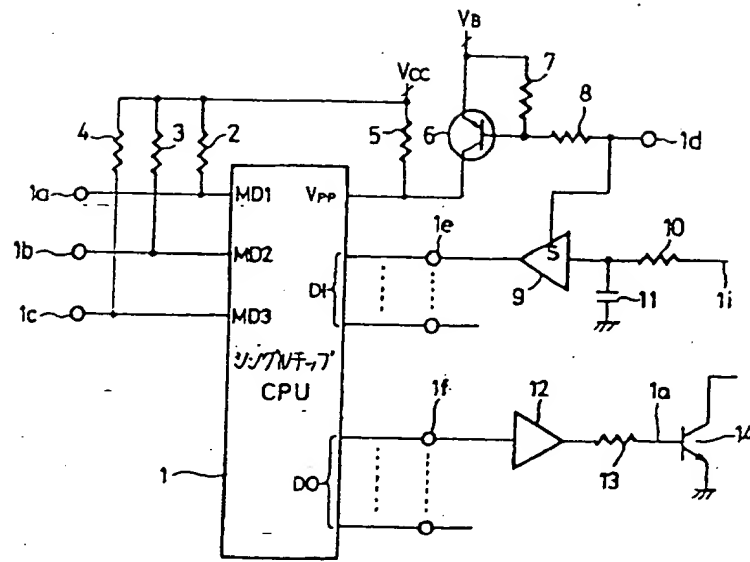 VB
VCC
7
8
4
3
2
5
6
1d
1a
MD1
VPP
1b
MD2
1e
S
10
DI
9
11
1i
1c
MD3
シングルチップ
CPU
1f
12
1a
14
1
DO
13